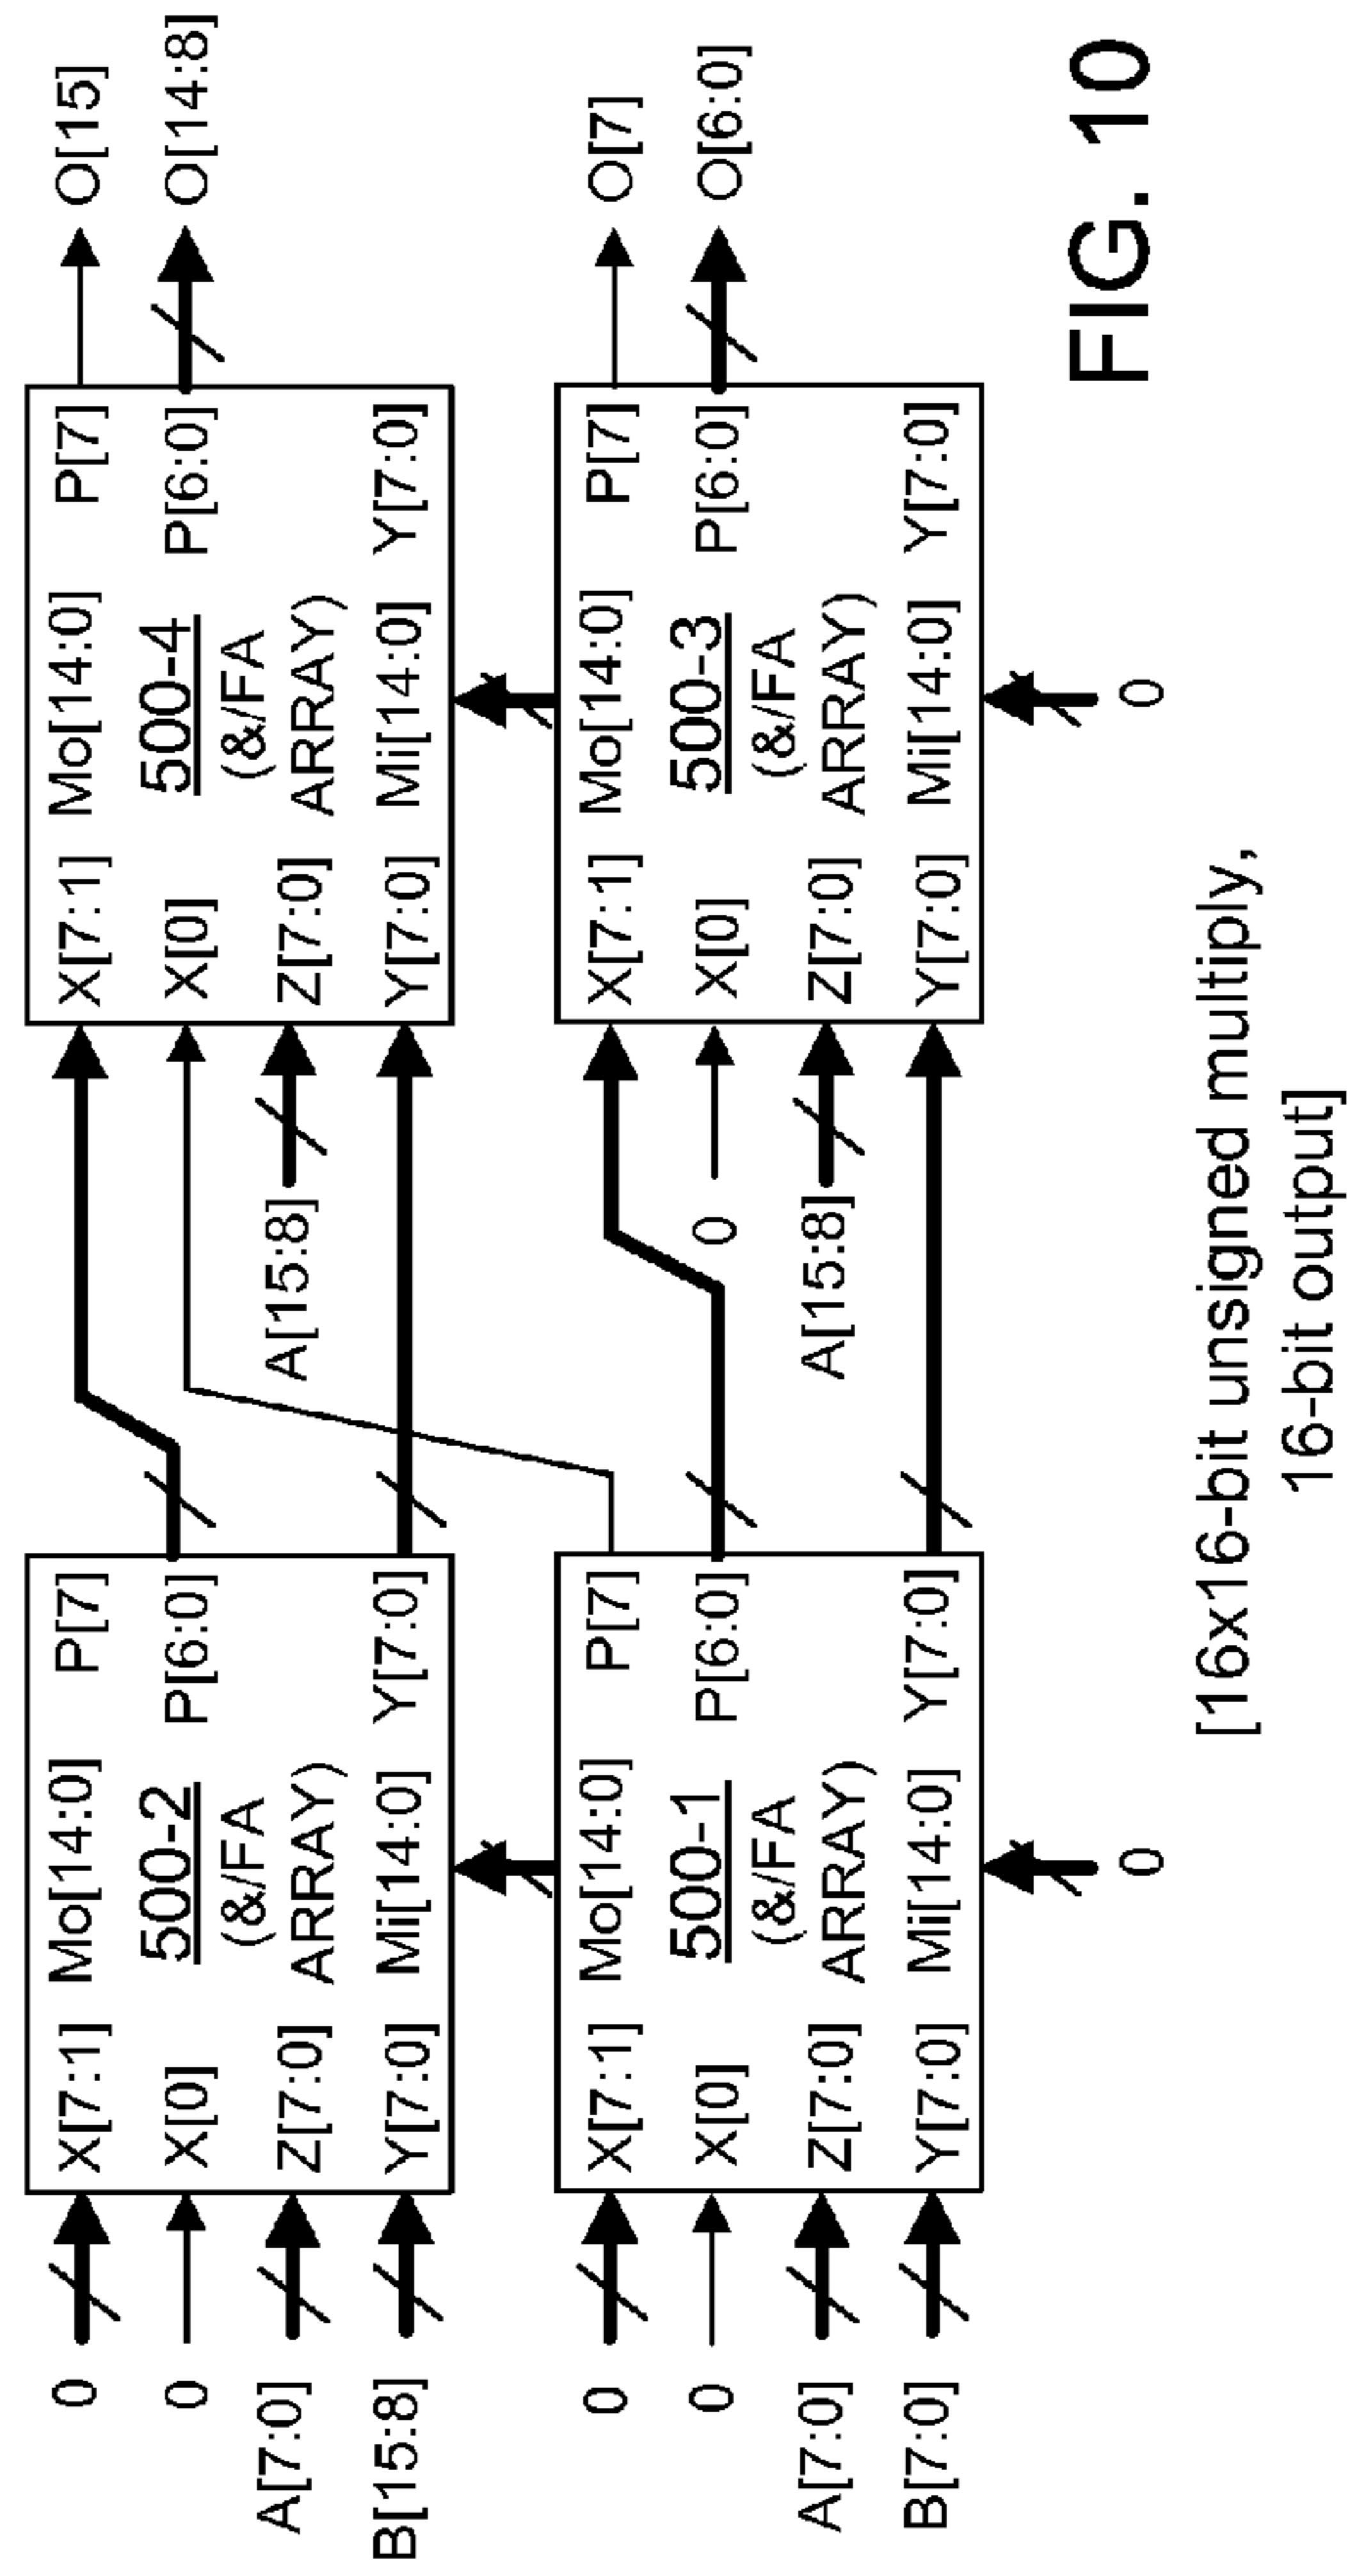 0
0
A[7:0]
B[15:8]
X[7:1]
X[0]
Z[7:0]
Y[7:0]
Mo[14:0]
500-2
(&/FA
ARRAY)
Mi[14:0]
P[7]
P[6:0]
Y[7:0]
A[15:8]
X[7:1]
X[0]
Z[7:0]
Y[7:0]
Mo[14:0]
500-4
(&/FA
ARRAY)
Mi[14:0]
P[7]
P[6:0]
Y[7:0]
O[15]
O[14:8]
0
0
A[7:0]
B[7:0]
X[7:1]
X[0]
Z[7:0]
Y[7:0]
Mo[14:0]
500-1
(&/FA
ARRAY)
Mi[14:0]
P[7]
P[6:0]
Y[7:0]
0
0
A[15:8]
X[7:1]
X[0]
Z[7:0]
Y[7:0]
Mo[14:0]
500-3
(&/FA
ARRAY)
Mi[14:0]
P[7]
P[6:0]
Y[7:0]
0
O[7]
O[6:0]
[16x16-bit unsigned multiply,
16-bit output]
FIG. 10